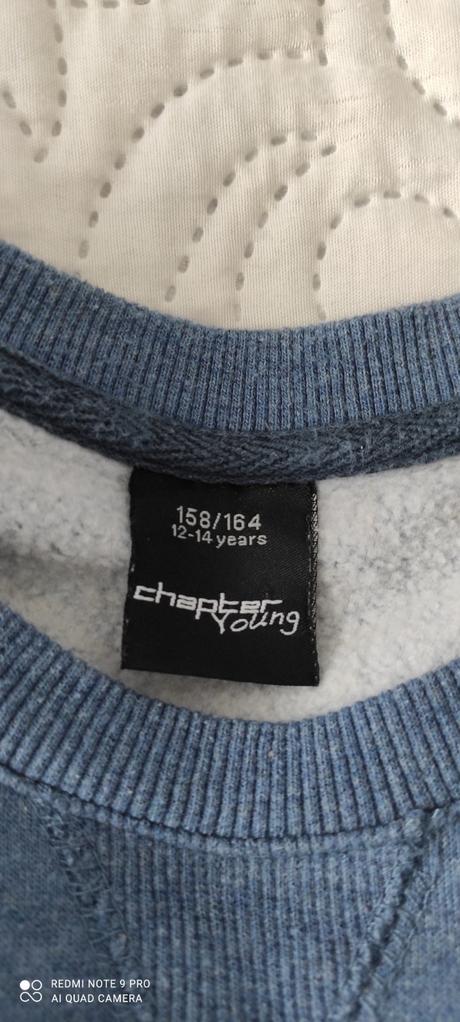 158/164
12-14 years
chapter
Young
REDMI NOTE 9 PRO
AI QUAD CAMERA